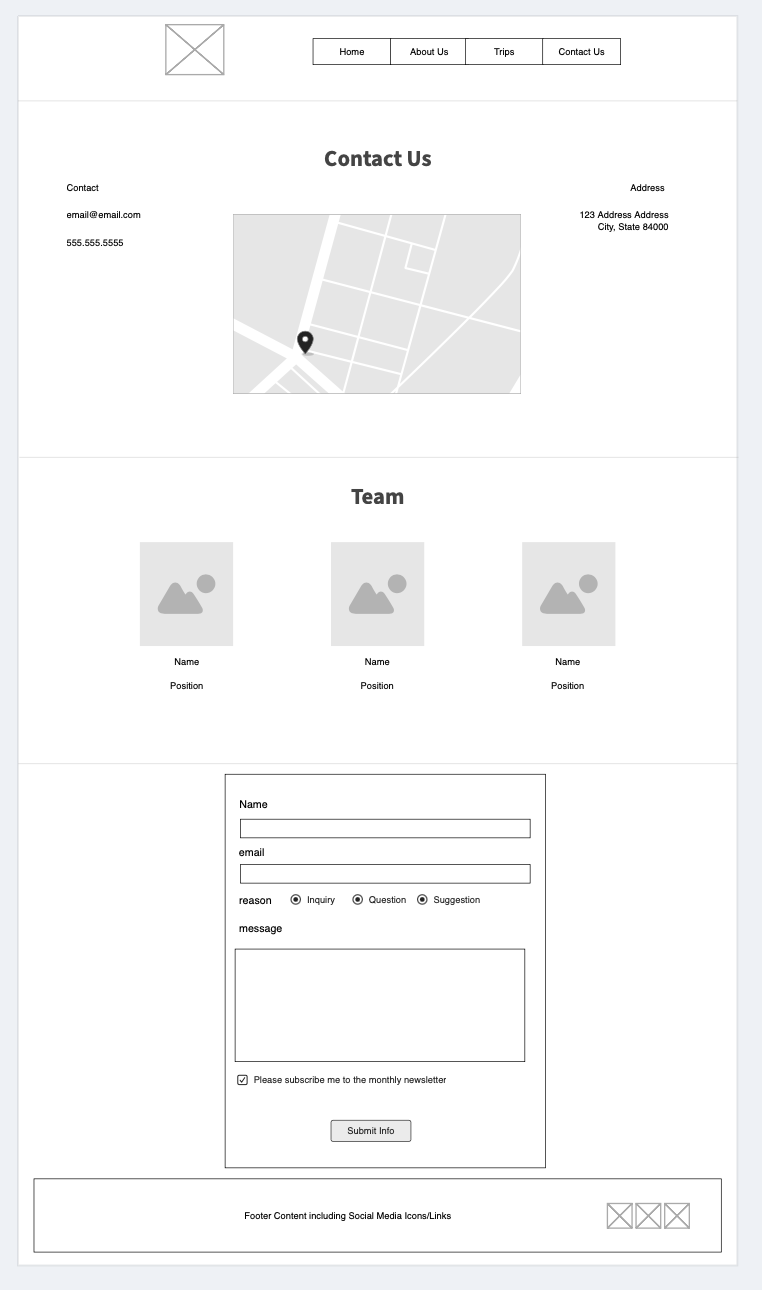 Home
About Us
Trips
Contact Us
Contact Us
Contact
Address
email@email.com
123 Address Address
City, State 84000
555.555.5555
Team
Name
Name
Name
Position
Position
Position
Name
email
reason
Inquiry
Question
Suggestion
message
Please subscribe me to the monthly newsletter
Submit Info
Footer Content including Social Media Icons/Links